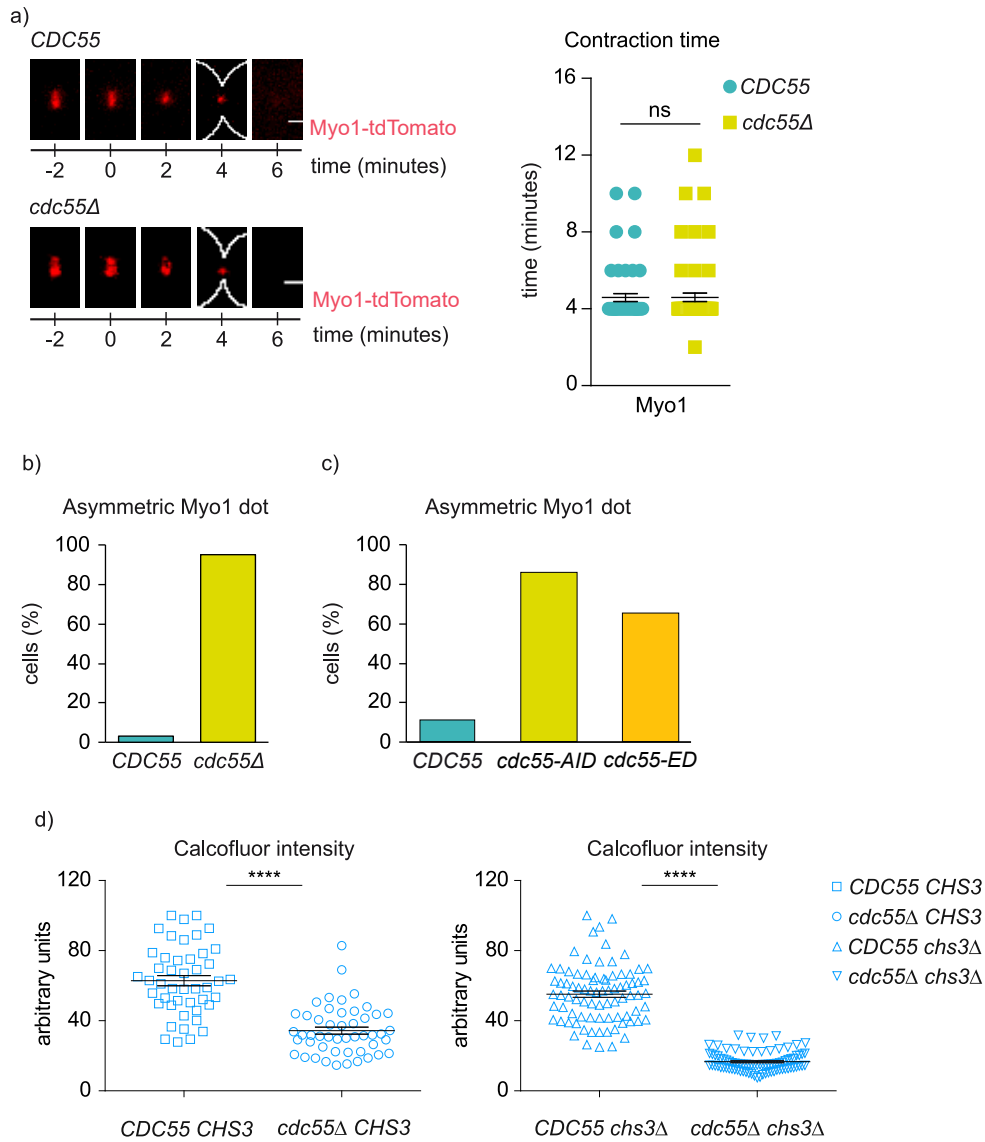 a)
CDC55
Myo1-tdTomato
-2 0 2 4 6 time (minutes)
cdc55Δ
Myo1-tdTomato
-2 0 2 4 6 time (minutes)
Contraction time
16
12
8
4
0
time (minutes)
ns
CDC55
cdc55Δ
Myo1
b)
Asymmetric Myo1 dot
100
80
60
40
20
0
cells (%)
CDC55 cdc55Δ
c)
Asymmetric Myo1 dot
100
80
60
40
20
0
cells (%)
CDC55 cdc55-AID cdc55-ED
d)
Calcofluor intensity
****
120
80
40
0
arbitrary units
CDC55 CHS3 cdc55Δ CHS3
Calcofluor intensity
****
120
80
40
0
arbitrary units
CDC55 chs3Δ cdc55Δ chs3Δ
CDC55 CHS3
cdc55Δ CHS3
CDC55 chs3Δ
cdc55Δ chs3Δ